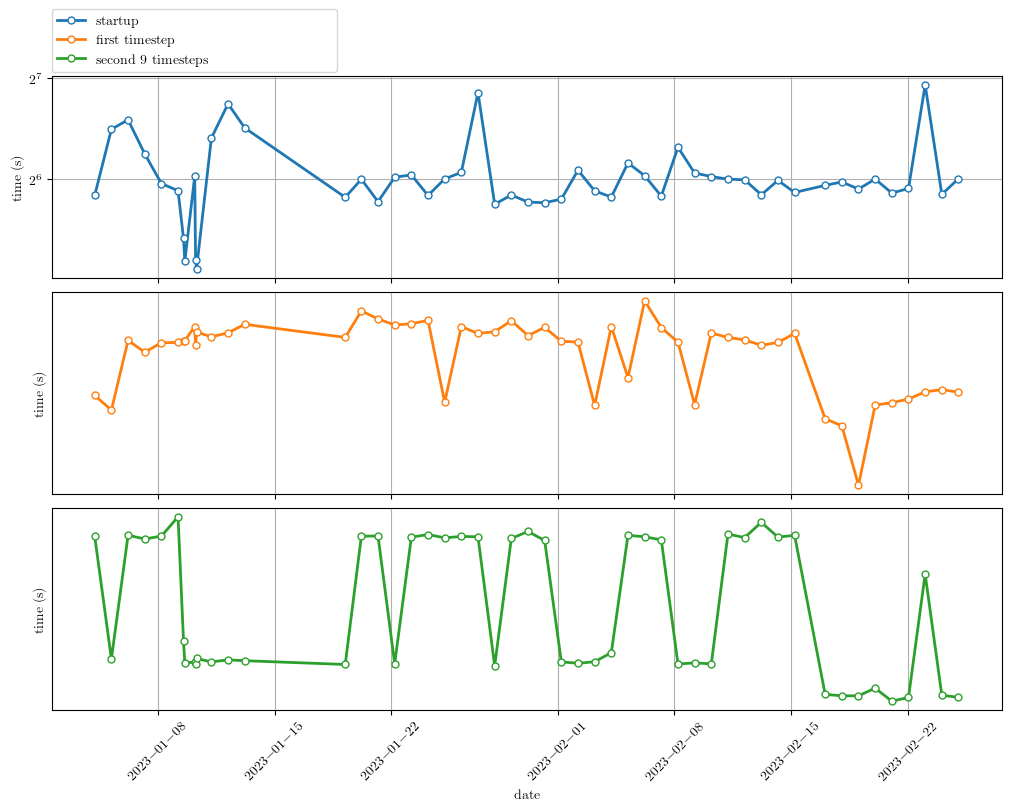 startup
first timestep
second 9 timesteps
2⁷
2⁶
time (s)
time (s)
time (s)
2023−01−08
2023−01−15
2023−01−22
2023−02−01
2023−02−08
2023−02−15
2023−02−22
date